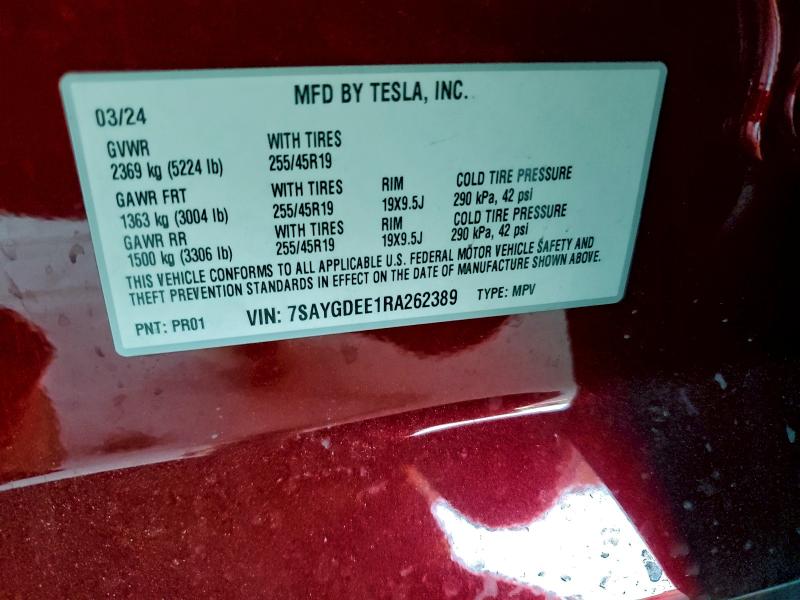 MFD BY TESLA, INC.
03/24
GVWR WITH TIRES
2369 kg (5224 lb) 255/45R19
GAWR FRT WITH TIRES RIM COLD TIRE PRESSURE
1363 kg (3004 lb) 255/45R19 19X9.5J 290 kPa, 42 psi
GAWR RR WITH TIRES RIM COLD TIRE PRESSURE
1500 kg (3306 lb) 255/45R19 19X9.5J 290 kPa, 42 psi
THIS VEHICLE CONFORMS TO ALL APPLICABLE U.S. FEDERAL MOTOR VEHICLE SAFETY AND
THEFT PREVENTION STANDARDS IN EFFECT ON THE DATE OF MANUFACTURE SHOWN ABOVE.
PNT: PR01 VIN: 7SAYGDEE1RA262389 TYPE: MPV